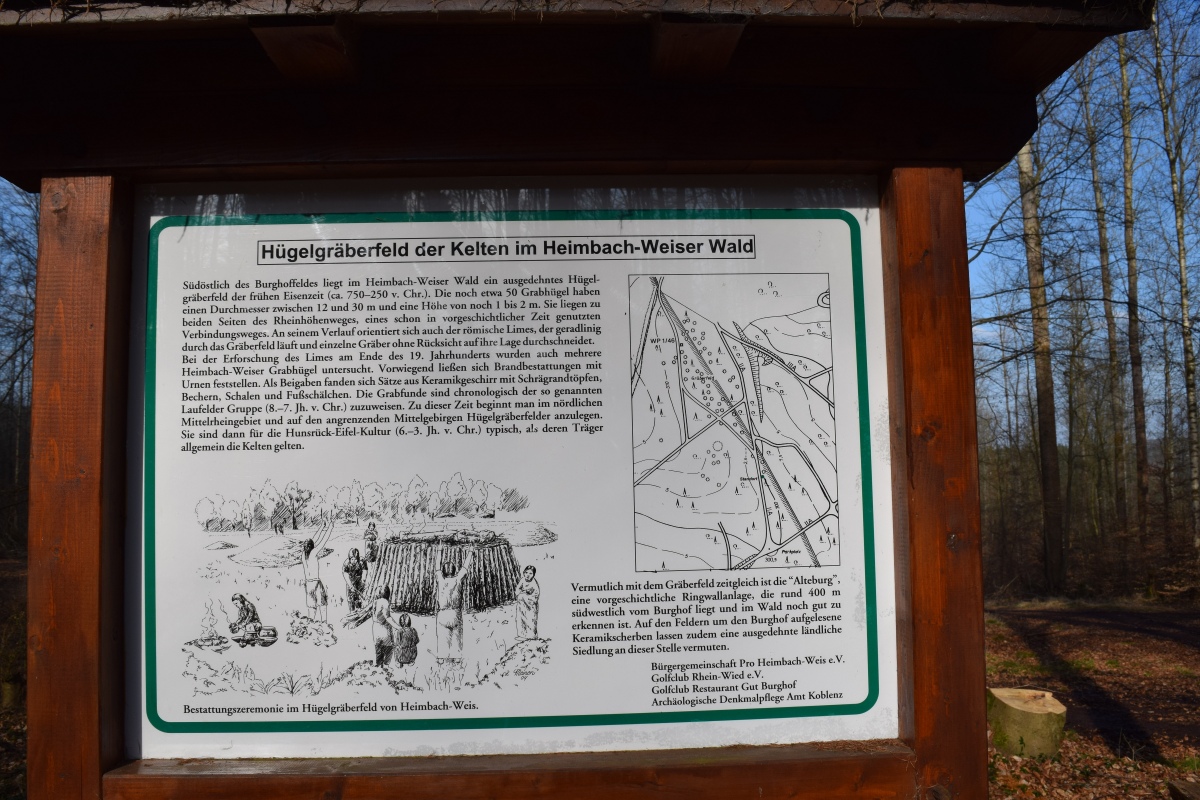 Hügelgräberfeld der Kelten im Heimbach-Weiser Wald
Südöstlich des Burghoffeldes liegt im Heimbach-Weiser Wald ein ausgedehntes Hügel-
gräberfeld der frühen Eisenzeit (ca. 750–250 v. Chr.). Die noch etwa 50 Grabhügel haben
einen Durchmesser zwischen 12 und 30 m und eine Höhe von noch 1 bis 2 m. Sie liegen zu
beiden Seiten des Rheinhöhenweges, eines schon in vorgeschichtlicher Zeit genutzten
Verbindungsweges. An seinem Verlauf orientiert sich auch der römische Limes, der geradlinig
durch das Gräberfeld läuft und einzelne Gräber ohne Rücksicht auf ihre Lage durchschneidet.
Bei der Erforschung des Limes am Ende des 19. Jahrhunderts wurden auch mehrere
Heimbach-Weiser Grabhügel untersucht. Vorwiegend ließen sich Brandbestattungen mit
Urnen feststellen. Als Beigaben fanden sich Sätze aus Keramikgeschirr mit Schrägrandtöpfen,
Bechern, Schalen und Fußschälchen. Die Grabfunde sind chronologisch der so genannten
Laufelder Gruppe (8.–7. Jh. v. Chr.) zuzuweisen. Zu dieser Zeit beginnt man im nördlichen
Mittelrheingebiet und auf den angrenzenden Mittelgebirgen Hügelgräberfelder anzulegen.
Sie sind dann für die Hunsrück-Eifel-Kultur (6.–3. Jh. v. Chr.) typisch, als deren Träger
allgemein die Kelten gelten.
WP 1/46
Standort
Parkplatz
Bestattungszeremonie im Hügelgräberfeld von Heimbach-Weis.
Vermutlich mit dem Gräberfeld zeitgleich ist die “Alteburg”,
eine vorgeschichtliche Ringwallanlage, die rund 400 m
südwestlich vom Burghof liegt und im Wald noch gut zu
erkennen ist. Auf den Feldern um den Burghof aufgelesene
Keramikscherben lassen zudem eine ausgedehnte ländliche
Siedlung an dieser Stelle vermuten.
Bürgergemeinschaft Pro Heimbach-Weis e.V.
Golfclub Rhein-Wied e.V.
Golfclub Restaurant Gut Burghof
Archäologische Denkmalpflege Amt Koblenz